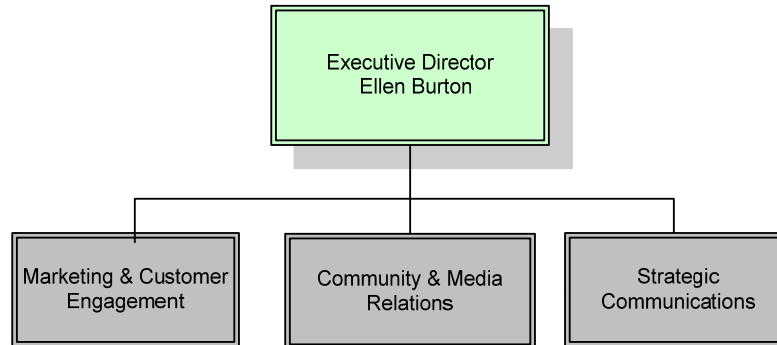 Executive Director
Ellen Burton
Marketing & Customer
Engagement
Community & Media
Relations
Strategic
Communications